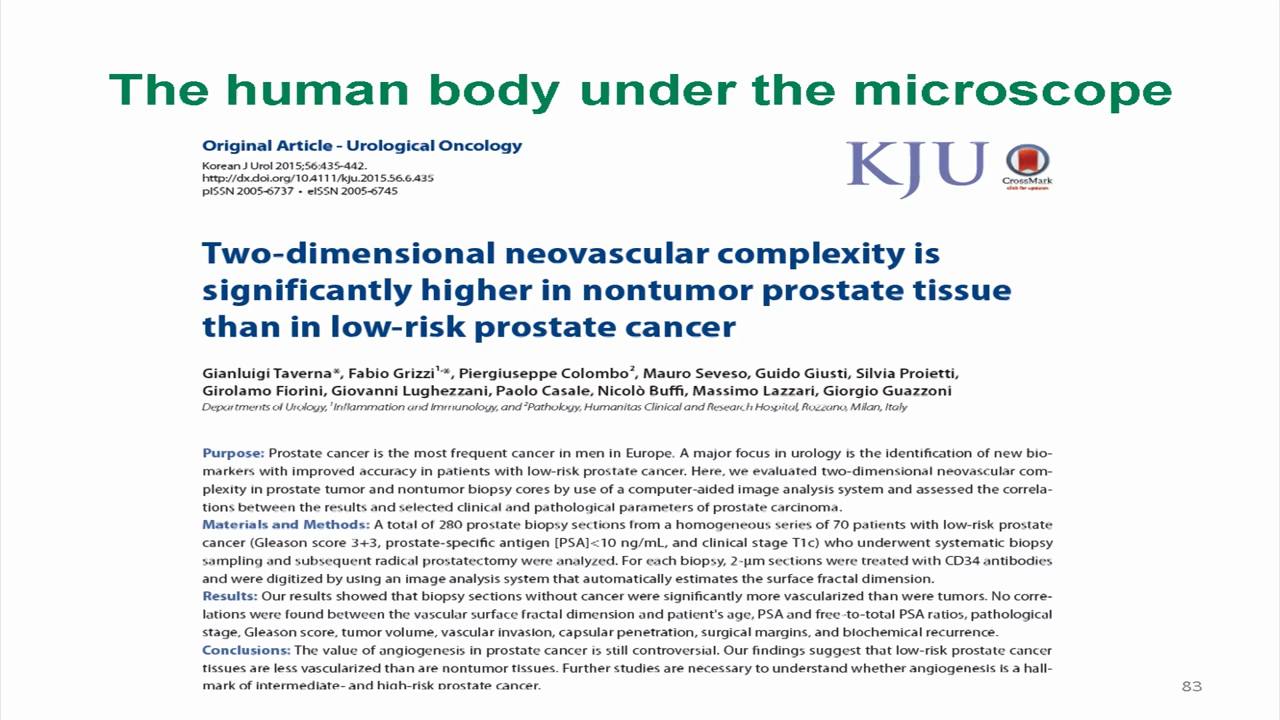 The human body under the microscope
Original Article - Urological Oncology
Korean J Urol 2015;56:435-442.
http://dx.doi.org/10.4111/kju.2015.56.6.435
pISSN 2005-6737 • eISSN 2005-6745
KJU
CrossMark
click for updates
Two-dimensional neovascular complexity is
significantly higher in nontumor prostate tissue
than in low-risk prostate cancer
Gianluigi Taverna*, Fabio Grizzi¹,*, Piergiuseppe Colombo², Mauro Seveso, Guido Giusti, Silvia Proietti,
Girolamo Fiorini, Giovanni Lughezzani, Paolo Casale, Nicolò Buffi, Massimo Lazzari, Giorgio Guazzoni
Departments of Urology, ¹Inflammation and Immunology, and ²Pathology, Humanitas Clinical and Research Hospital, Rozzano, Milan, Italy
Purpose: Prostate cancer is the most frequent cancer in men in Europe. A major focus in urology is the identification of new bio-
markers with improved accuracy in patients with low-risk prostate cancer. Here, we evaluated two-dimensional neovascular com-
plexity in prostate tumor and nontumor biopsy cores by use of a computer-aided image analysis system and assessed the correla-
tions between the results and selected clinical and pathological parameters of prostate carcinoma.
Materials and Methods: A total of 280 prostate biopsy sections from a homogeneous series of 70 patients with low-risk prostate
cancer (Gleason score 3+3, prostate-specific antigen [PSA]<10 ng/mL, and clinical stage T1c) who underwent systematic biopsy
sampling and subsequent radical prostatectomy were analyzed. For each biopsy, 2-μm sections were treated with CD34 antibodies
and were digitized by using an image analysis system that automatically estimates the surface fractal dimension.
Results: Our results showed that biopsy sections without cancer were significantly more vascularized than were tumors. No corre-
lations were found between the vascular surface fractal dimension and patient's age, PSA and free-to-total PSA ratios, pathological
stage, Gleason score, tumor volume, vascular invasion, capsular penetration, surgical margins, and biochemical recurrence.
Conclusions: The value of angiogenesis in prostate cancer is still controversial. Our findings suggest that low-risk prostate cancer
tissues are less vascularized than are nontumor tissues. Further studies are necessary to understand whether angiogenesis is a hall-
mark of intermediate- and high-risk prostate cancer.
83